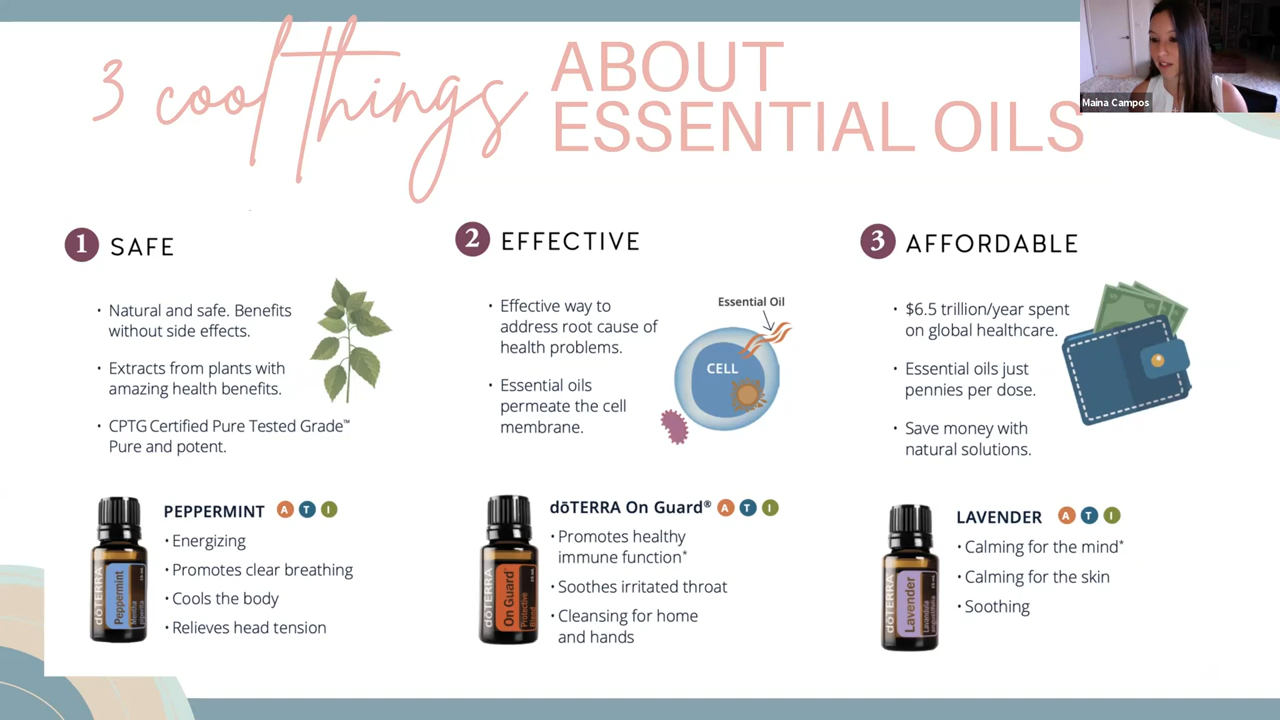 3 cool things
ABOUT
ESSENTIAL OILS
Maina Campos
1 SAFE
• Natural and safe. Benefits
without side effects.
• Extracts from plants with
amazing health benefits.
• CPTG Certified Pure Tested Grade™
Pure and potent.
PEPPERMINT A T I
• Energizing
• Promotes clear breathing
• Cools the body
• Relieves head tension
dōTERRA
Peppermint
Mentha
piperita
2 EFFECTIVE
• Effective way to
address root cause of
health problems.
• Essential oils
permeate the cell
membrane.
Essential Oil
CELL
dōTERRA On Guard® A T I
• Promotes healthy
immune function*
• Soothes irritated throat
• Cleansing for home
and hands
dōTERRA
On Guard
Protective
Blend
3 AFFORDABLE
• $6.5 trillion/year spent
on global healthcare.
• Essential oils just
pennies per dose.
• Save money with
natural solutions.
LAVENDER A T I
• Calming for the mind*
• Calming for the skin
• Soothing
dōTERRA
Lavender
Lavandula
angustifolia